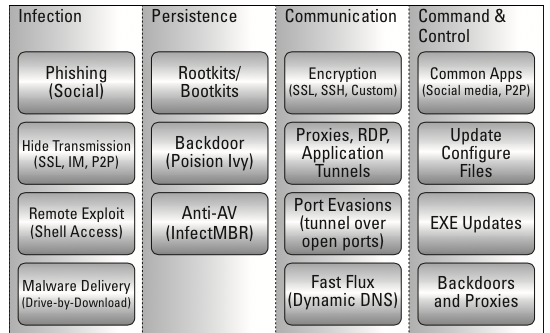 Infection
Phishing
(Social)
Hide Transmission
(SSL, IM, P2P)
Remote Exploit
(Shell Access)
Malware Delivery
(Drive-by-Download)
Persistence
Rootkits/
Bootkits
Backdoor
(Poision Ivy)
Anti-AV
(InfectMBR)
Communication
Encryption
(SSL, SSH, Custom)
Proxies, RDP,
Application
Tunnels
Port Evasions
(tunnel over
open ports)
Fast Flux
(Dynamic DNS)
Command &
Control
Common Apps
(Social media, P2P)
Update
Configure
Files
EXE Updates
Backdoors
and Proxies